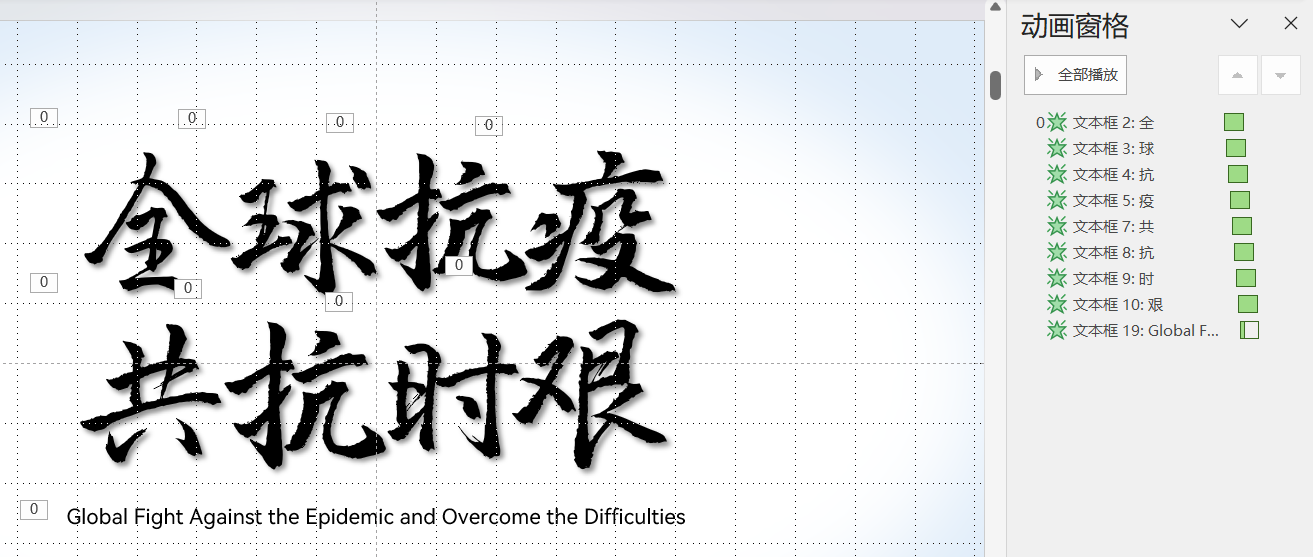 动画窗格
全部播放
0 文本框 2: 全
文本框 3: 球
文本框 4: 抗
文本框 5: 疫
文本框 7: 共
文本框 8: 抗
文本框 9: 时
文本框 10: 艰
文本框 19: Global F...
0 0 0 0
全球抗疫
0 0 0 0
共抗时艰
0 Global Fight Against the Epidemic and Overcome the Difficulties